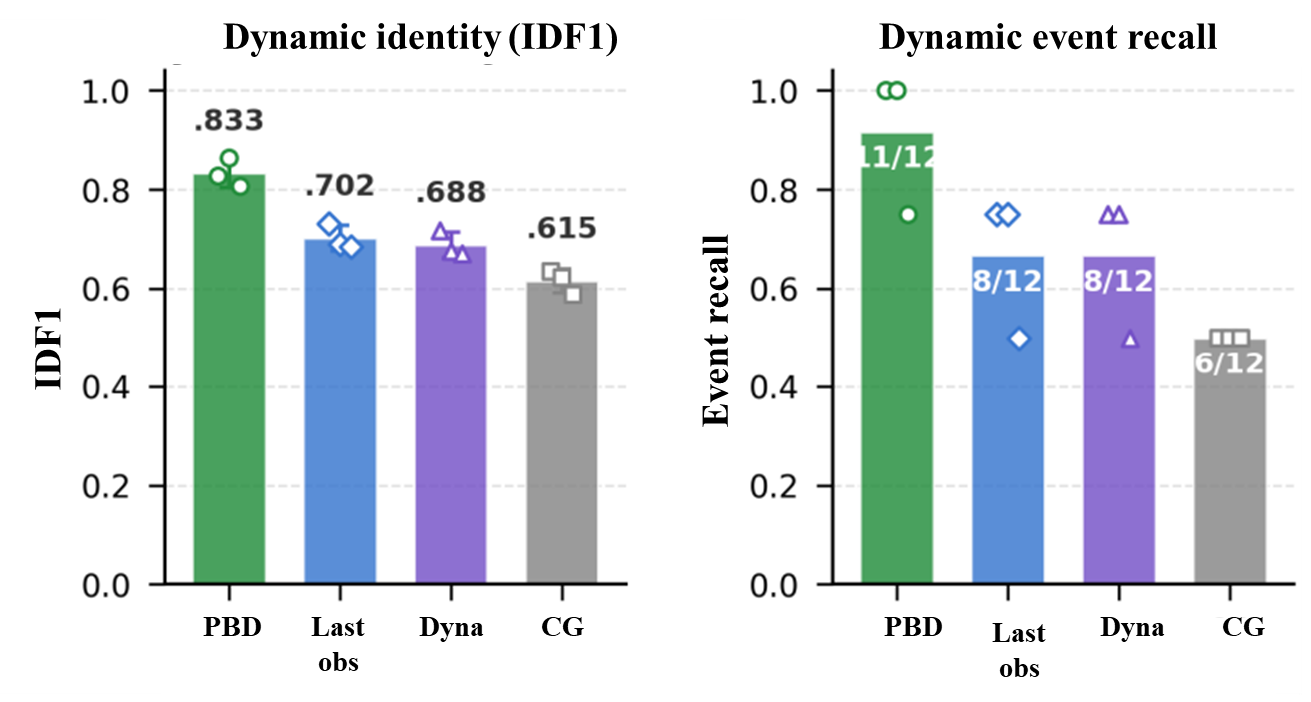 Dynamic identity (IDF1)
IDF1
1.0
0.8
0.6
0.4
0.2
0.0
.833
.702
.688
.615
PBD
Last
obs
Dyna
CG
Dynamic event recall
Event recall
1.0
0.8
0.6
0.4
0.2
0.0
11/12
8/12
8/12
6/12
PBD
Last
obs
Dyna
CG